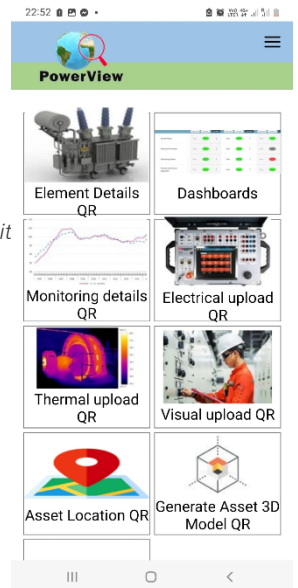 22:52
PowerView
Element Details
QR
Dashboards
it
Monitoring details
QR
Electrical upload
QR
Thermal upload
QR
Visual upload QR
Asset Location QR
Generate Asset 3D
Model QR